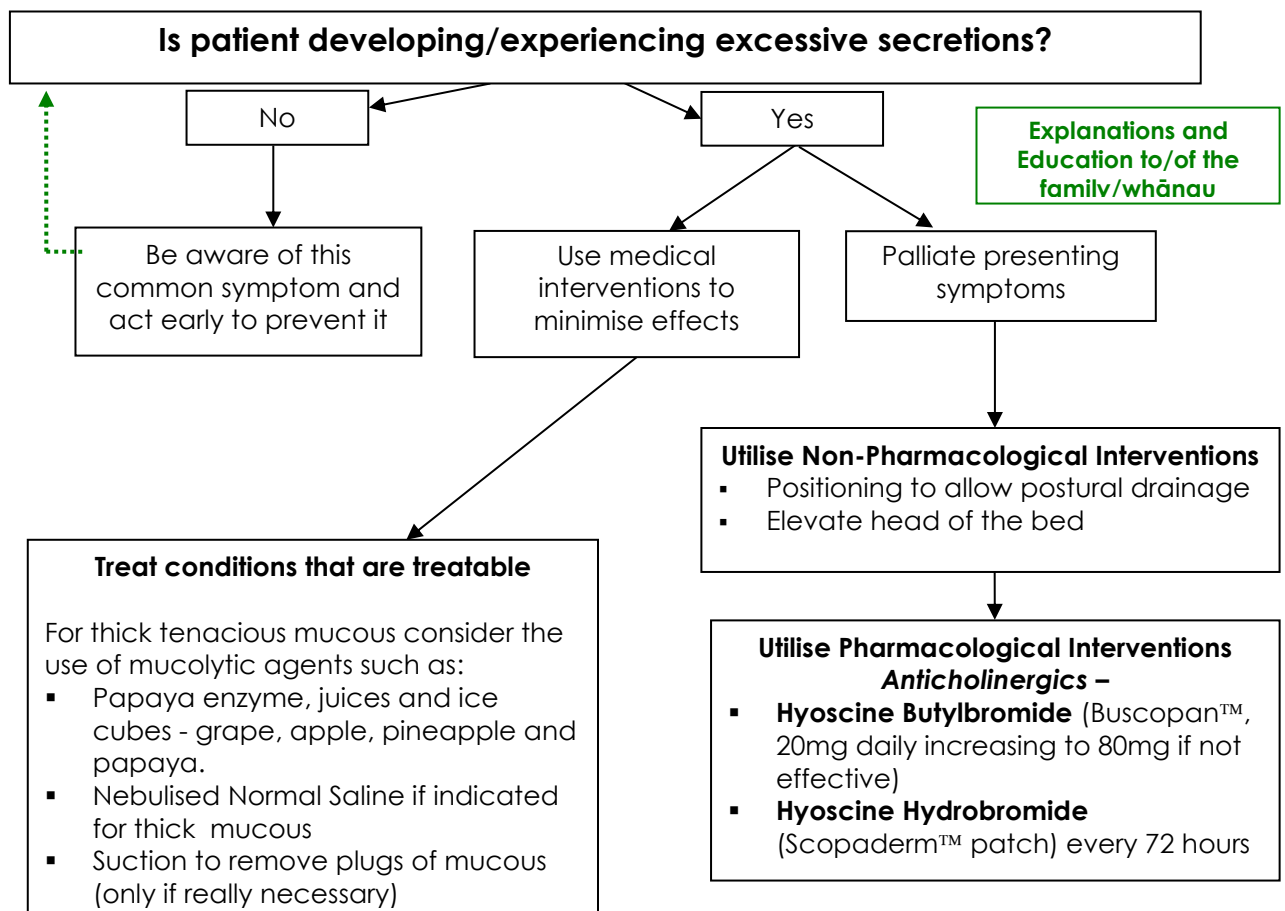 Is patient developing/experiencing excessive secretions?
No
Yes
Explanations and
Education to/of the
family/whānau
Be aware of this
common symptom and
act early to prevent it
Use medical
interventions to
minimise effects
Palliate presenting
symptoms
Utilise Non-Pharmacological Interventions
▪ Positioning to allow postural drainage
▪ Elevate head of the bed
Treat conditions that are treatable
For thick tenacious mucous consider the
use of mucolytic agents such as:
▪ Papaya enzyme, juices and ice
cubes - grape, apple, pineapple and
papaya.
▪ Nebulised Normal Saline if indicated
for thick mucous
▪ Suction to remove plugs of mucous
(only if really necessary)
Utilise Pharmacological Interventions
Anticholinergics –
▪ Hyoscine Butylbromide (Buscopan™,
20mg daily increasing to 80mg if not
effective)
▪ Hyoscine Hydrobromide
(Scopaderm™ patch) every 72 hours